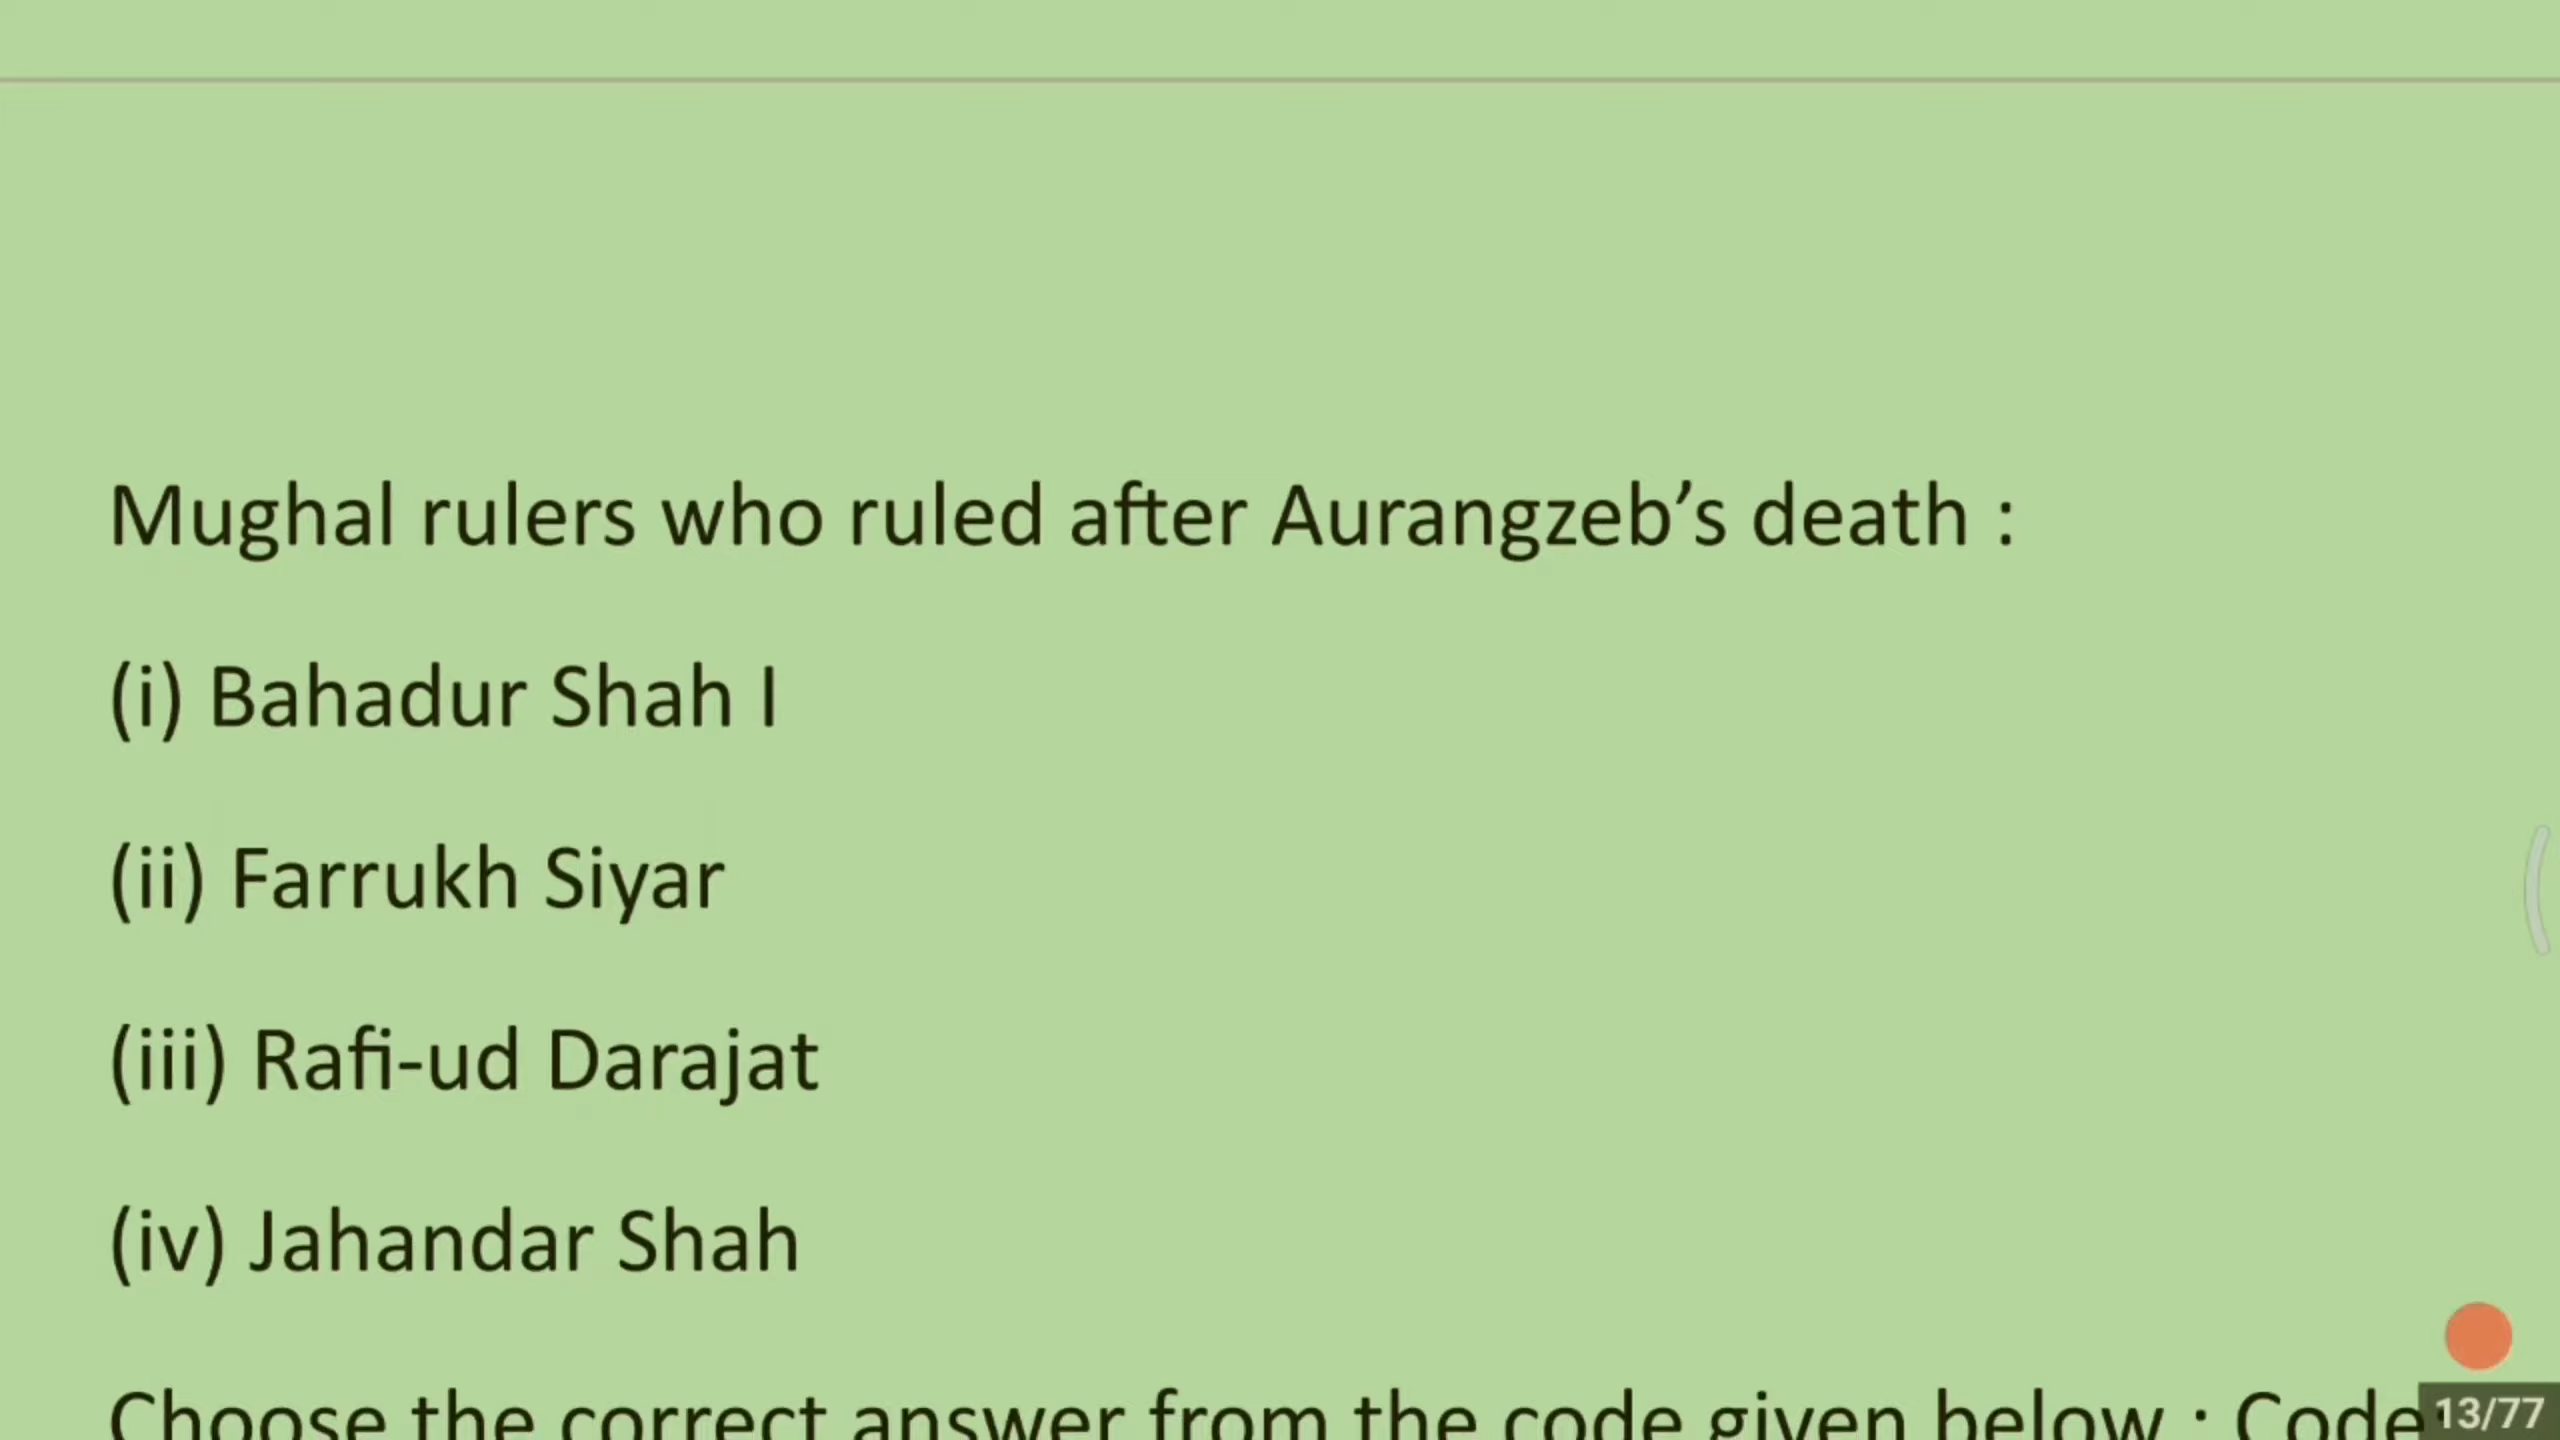 Mughal rulers who ruled after Aurangzeb’s death :
(i) Bahadur Shah I
(ii) Farrukh Siyar
(iii) Rafi-ud Darajat
(iv) Jahandar Shah
Choose the correct answer from the code given below : Code
13/77